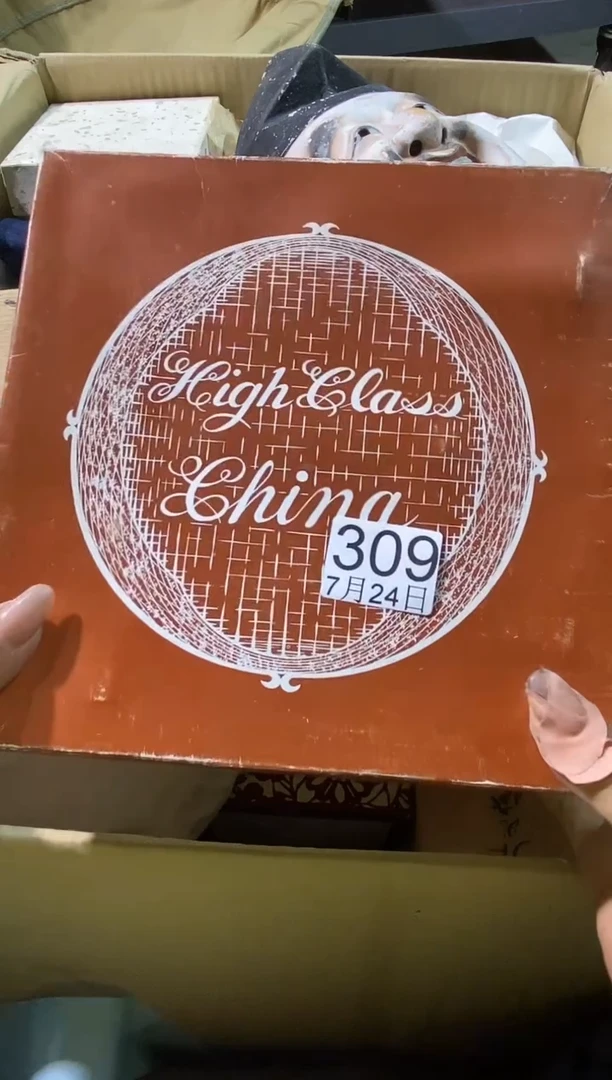 High Class
China
309
7月24日